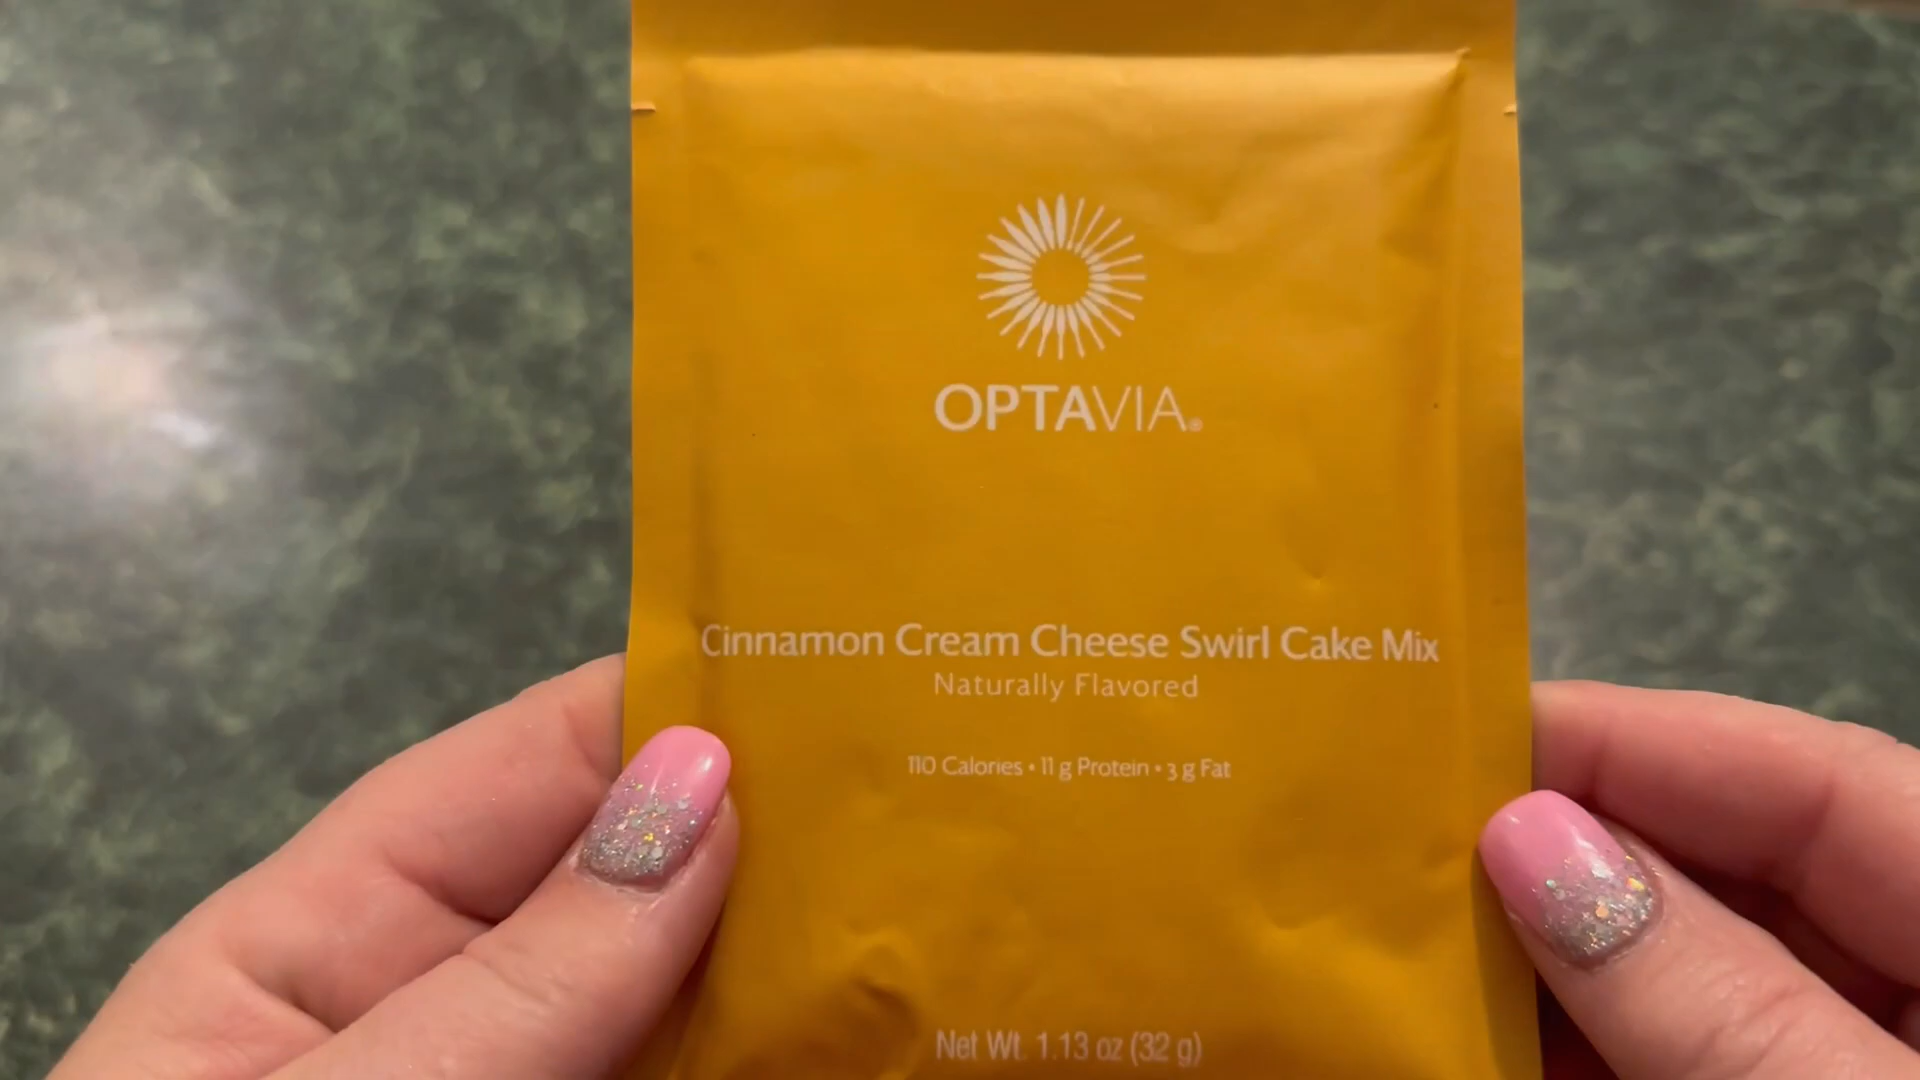 OPTAVIA®
Cinnamon Cream Cheese Swirl Cake Mix
Naturally Flavored
110 Calories • 11 g Protein • 3 g Fat
Net Wt. 1.13 oz (32 g)